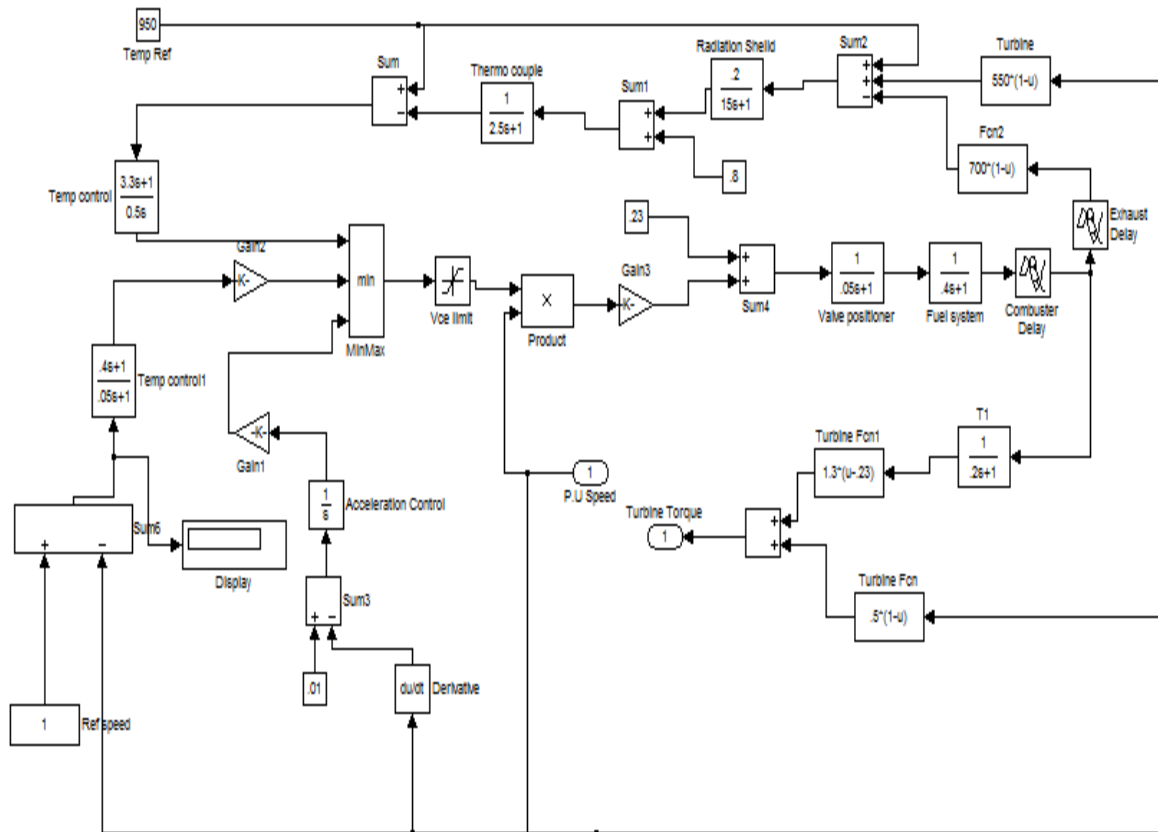 950
Temp Ref
Sum
Thermo couple
1
2.5s+1
Sum1
Radiation Shelid
.2
15s+1
Sum2
Turbine
550*(1-u)
Fcn2
700*(1-u)
.8
Exhaust
Delay
Temp control
3.3s+1
0.5s
Gain2
-K-
min
MinMax
Vce limit
×
Product
.23
Gain3
-K-
Sum4
1
.05s+1
Valve positioner
1
.4s+1
Fuel system
Combuster
Delay
.4s+1
.05s+1
Temp control1
-K-
Gain1
1
s
Acceleration Control
1
P.U Speed
Turbine Fcn1
1.3*(u-.23)
T1
1
.2s+1
Turbine Torque
1
Sum6
Display
Sum3
.01
du/dt
Derivative
Turbine Fcn
.5*(1-u)
1
Ref speed